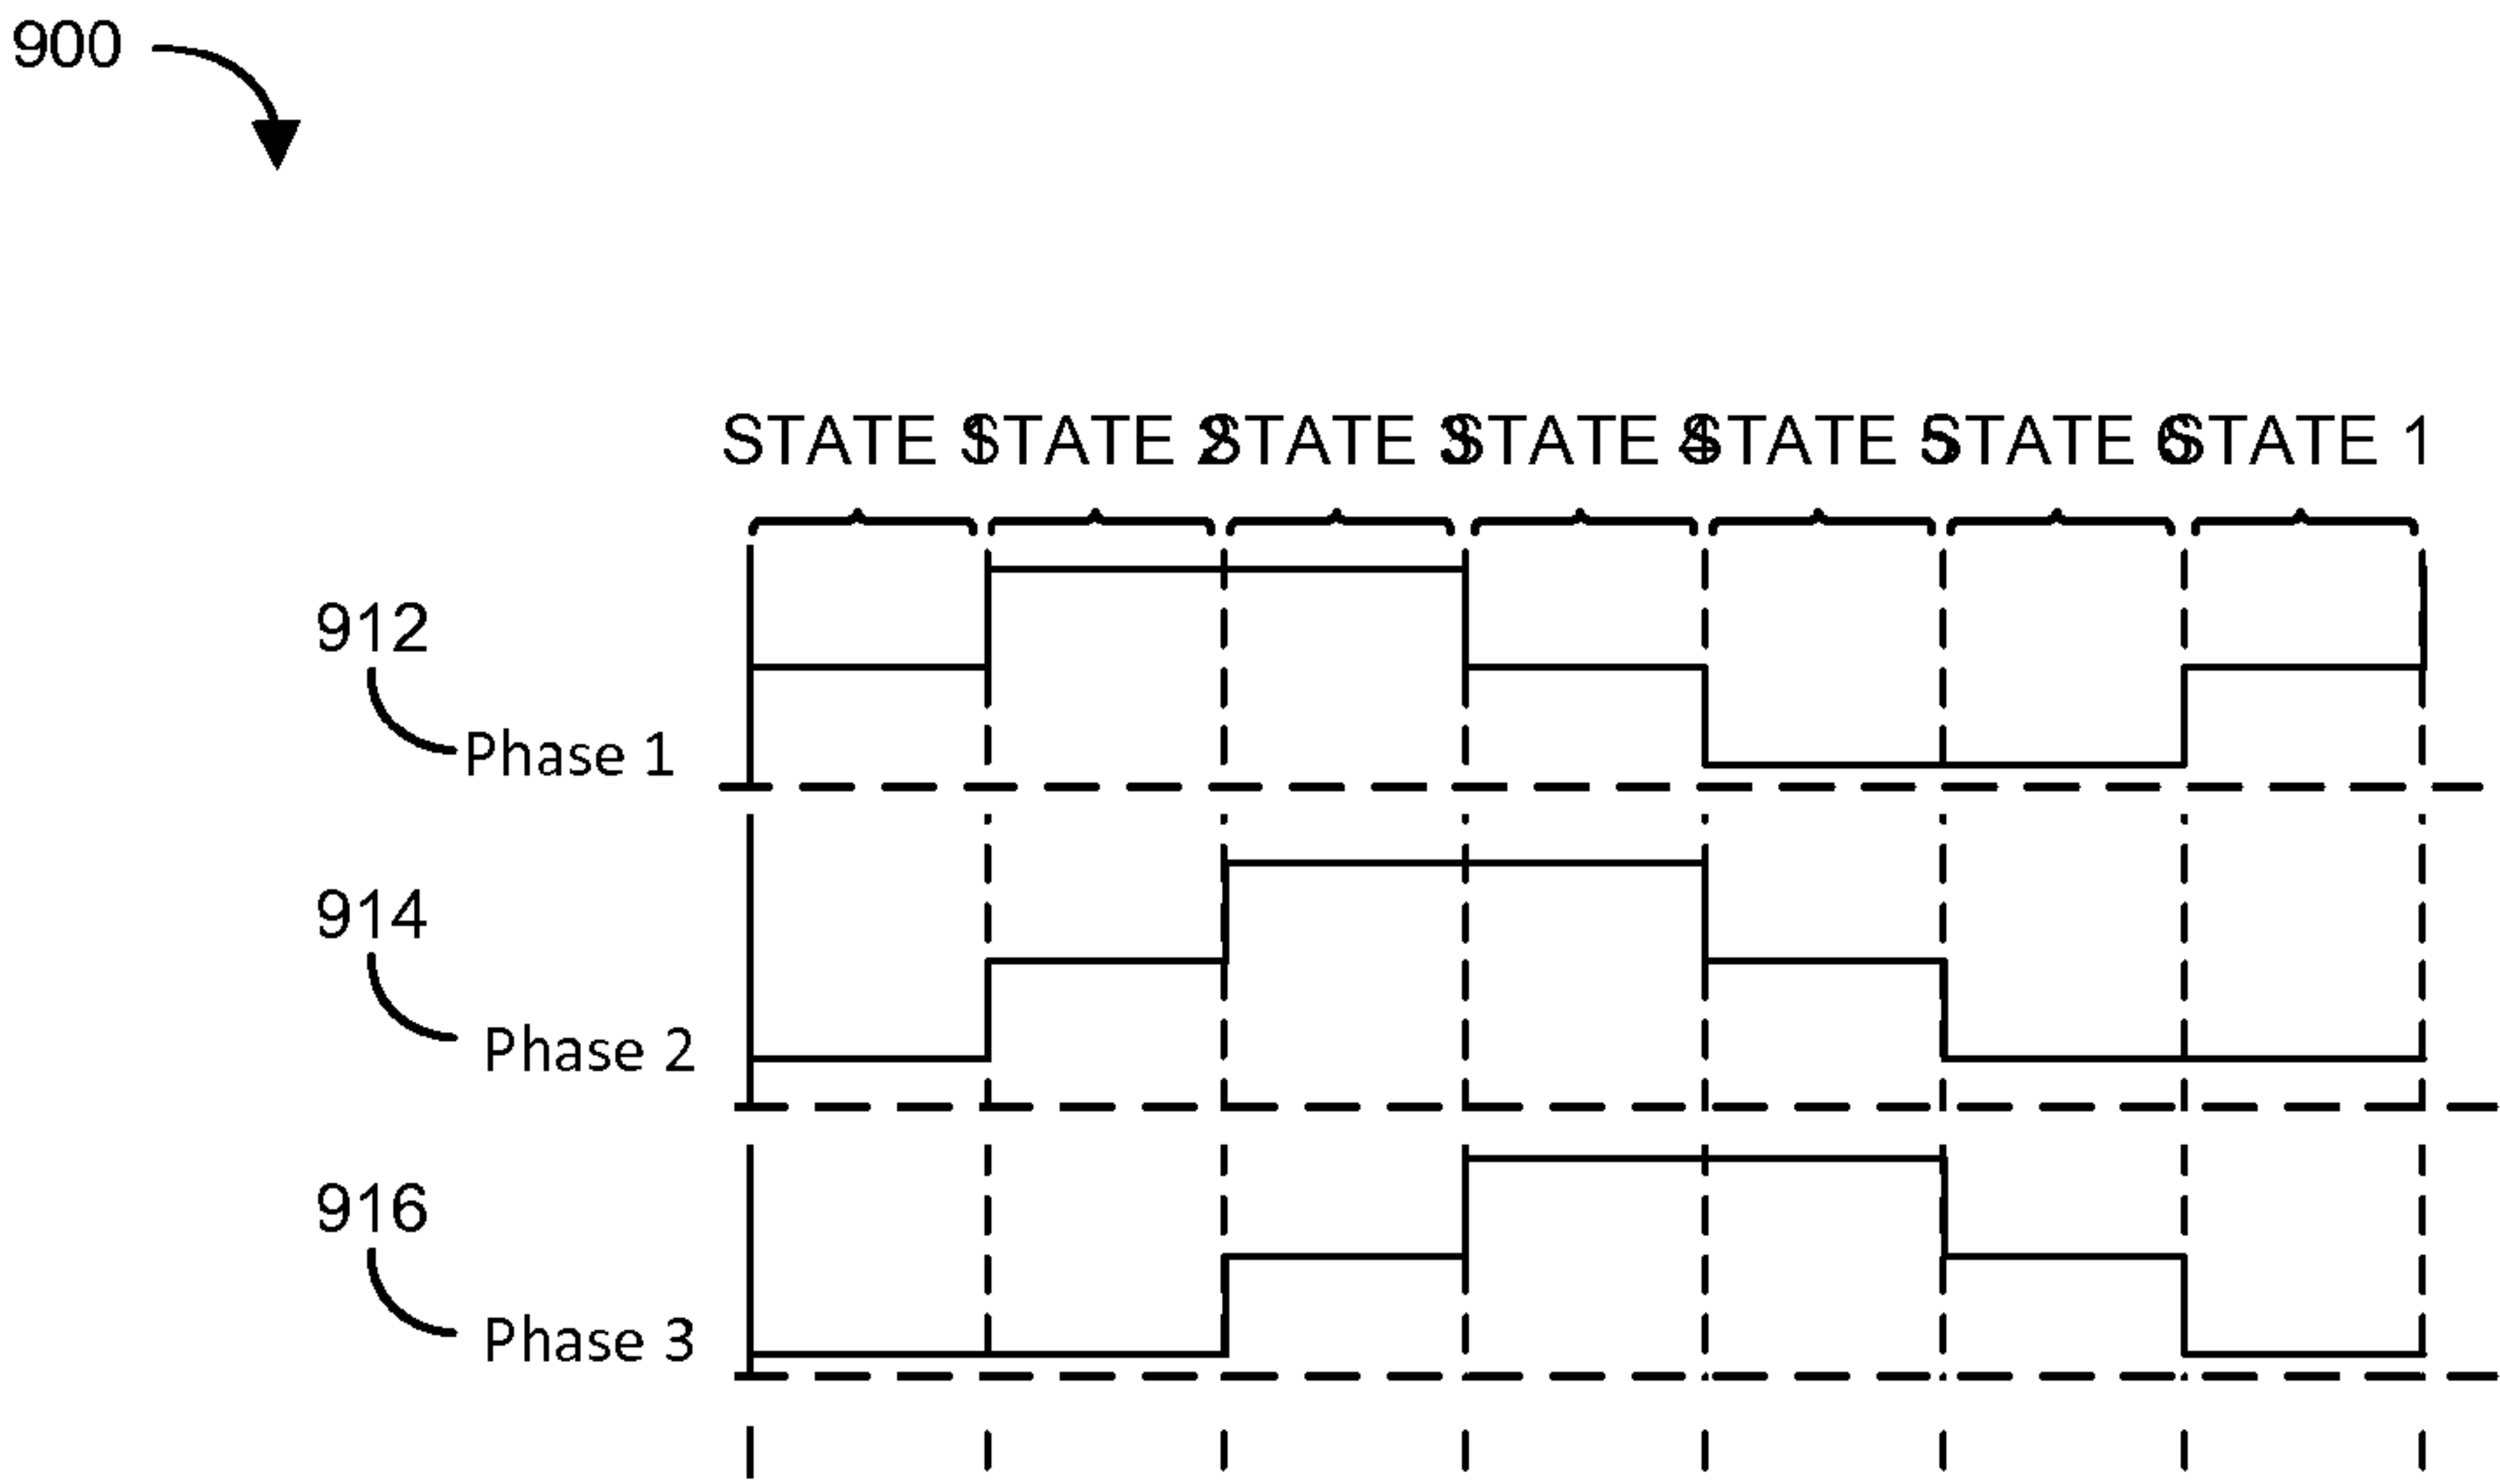 900
STATE 1 STATE 2 STATE 3 STATE 4 STATE 5 STATE 6 STATE 1
912
Phase 1
914
Phase 2
916
Phase 3